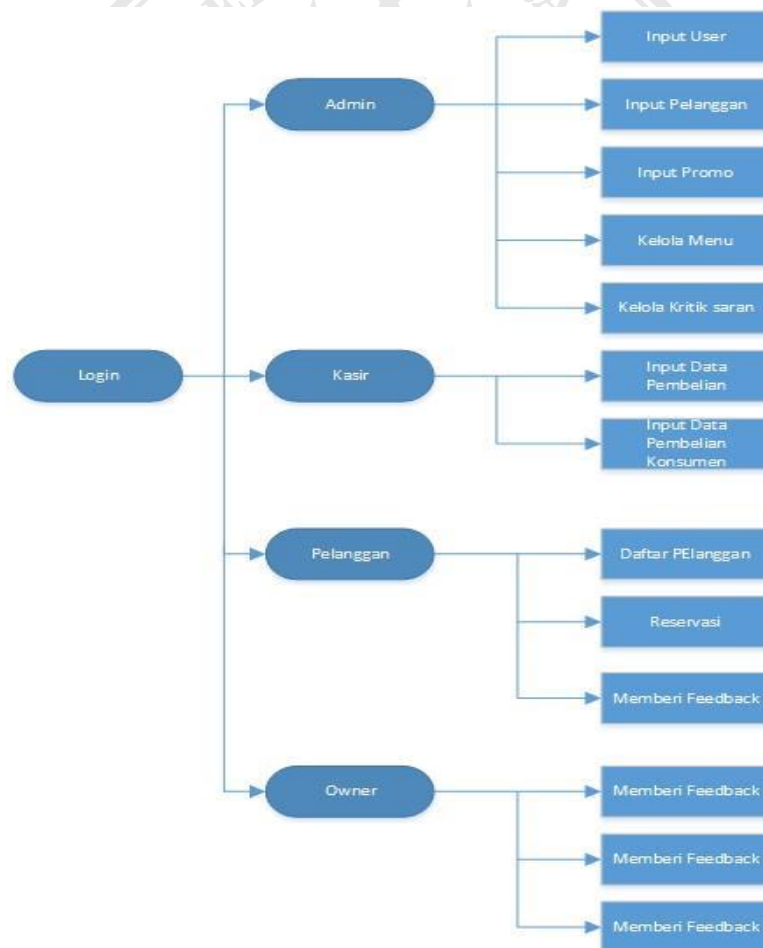 Input User
Admin
Input Pelanggan
Input Promo
Kelola Menu
Kelola Kritik saran
Login
Kasir
Input Data
Pembelian
Input Data
Pembelian
Konsumen
Pelanggan
Daftar PElanggan
Reservasi
Memberi Feedback
Owner
Memberi Feedback
Memberi Feedback
Memberi Feedback